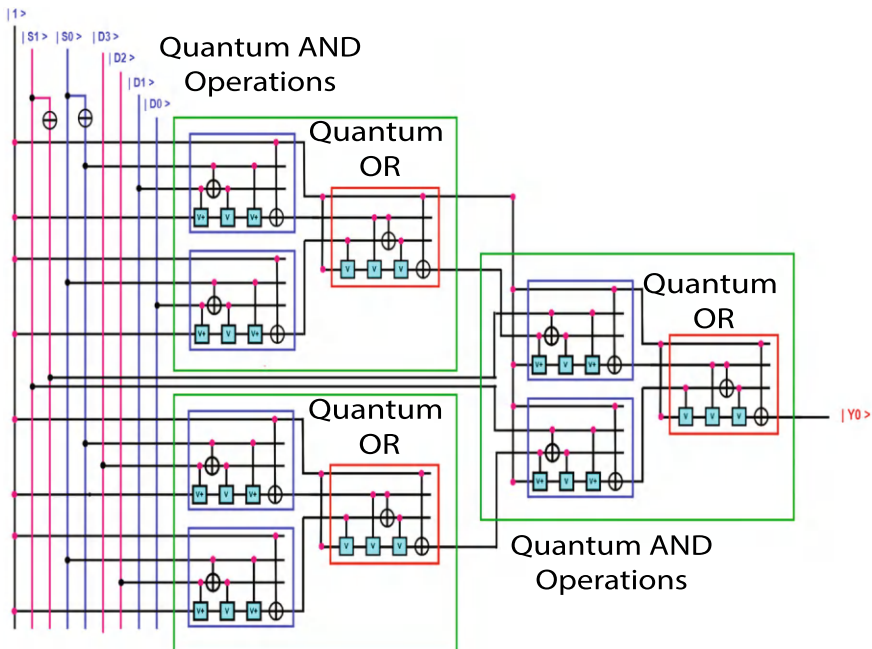 |1>
|S1> |S0> |D3>
|D2>
|D1>
|D0>
Quantum AND
Operations
Quantum
OR
V+ V V+
V V V
V+ V V+
Quantum
OR
V+ V V+
V V V
V+ V V+
Quantum
OR
V+ V V+
V V V
|Y0>
V+ V V+
Quantum AND
Operations